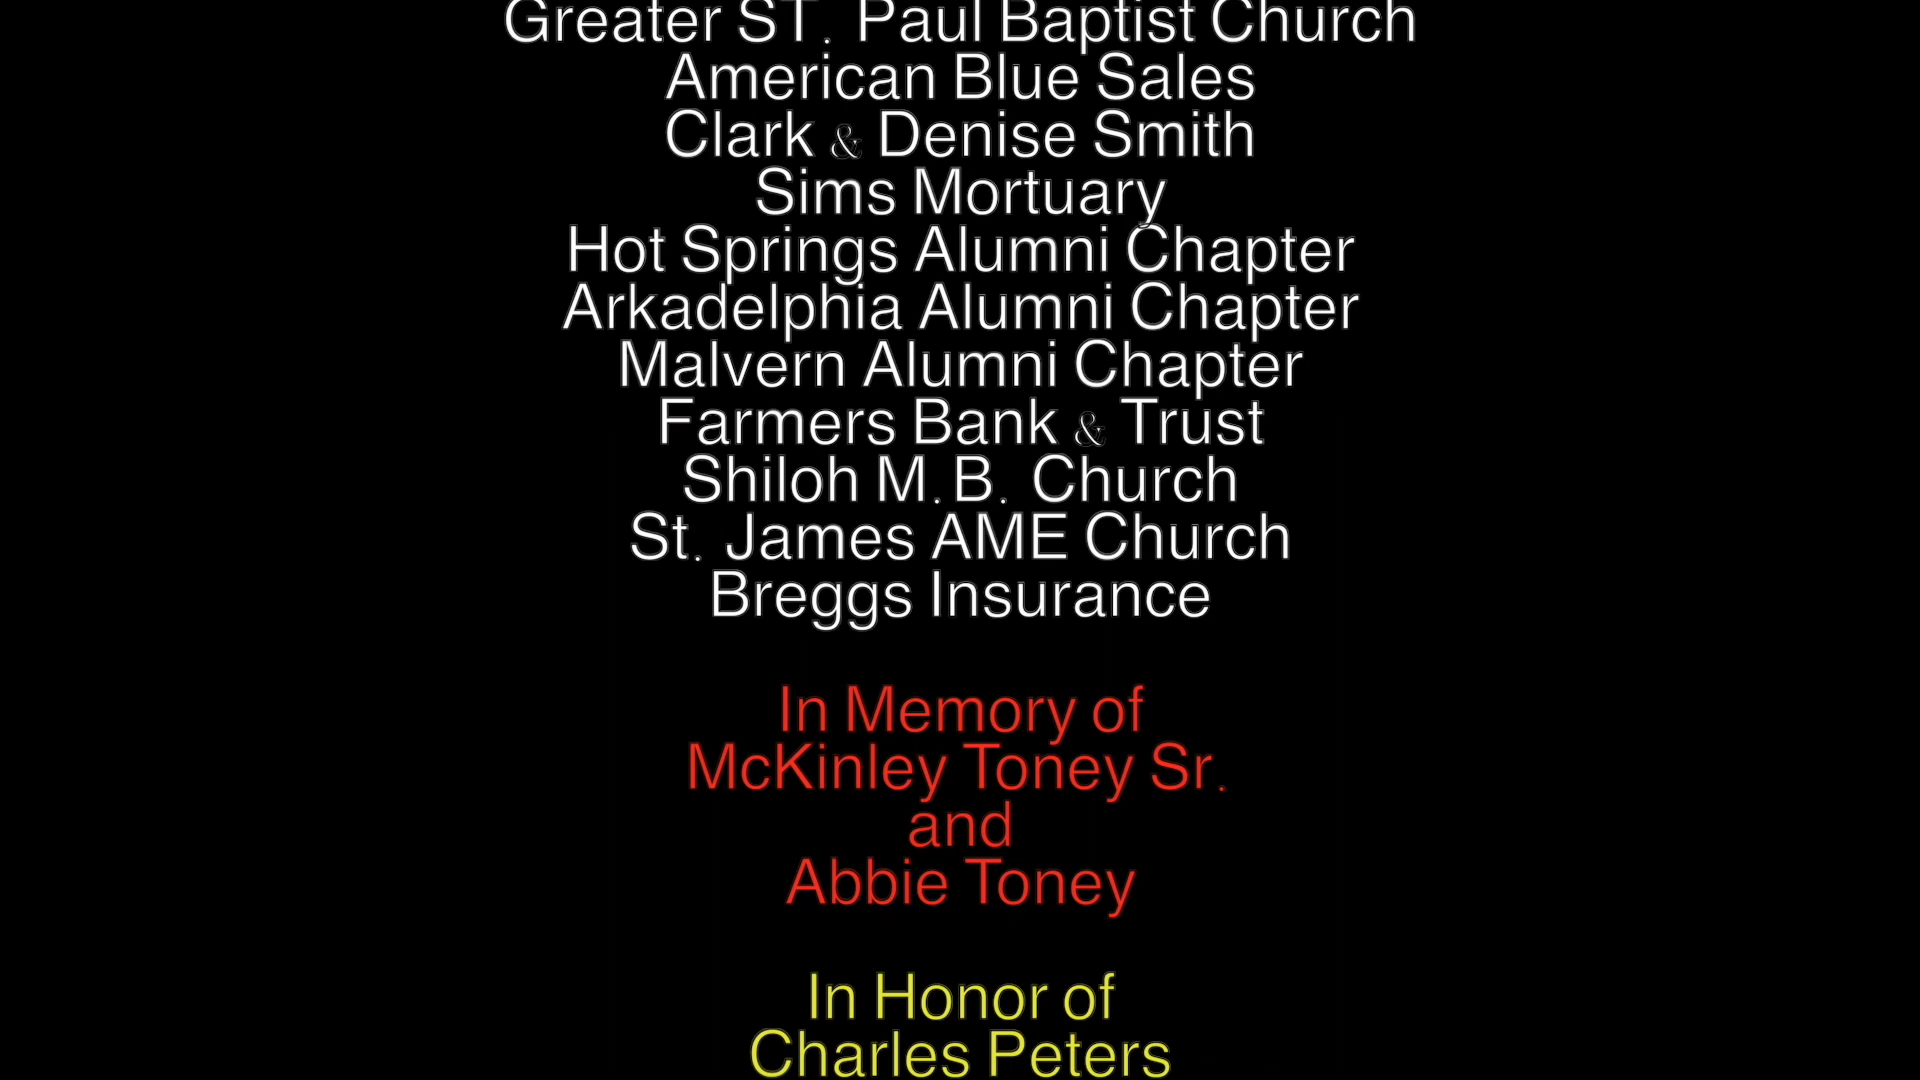 Greater ST. Paul Baptist Church
American Blue Sales
Clark & Denise Smith
Sims Mortuary
Hot Springs Alumni Chapter
Arkadelphia Alumni Chapter
Malvern Alumni Chapter
Farmers Bank & Trust
Shiloh M.B. Church
St. James AME Church
Breggs Insurance
In Memory of
McKinley Toney Sr.
and
Abbie Toney
In Honor of
Charles Peters